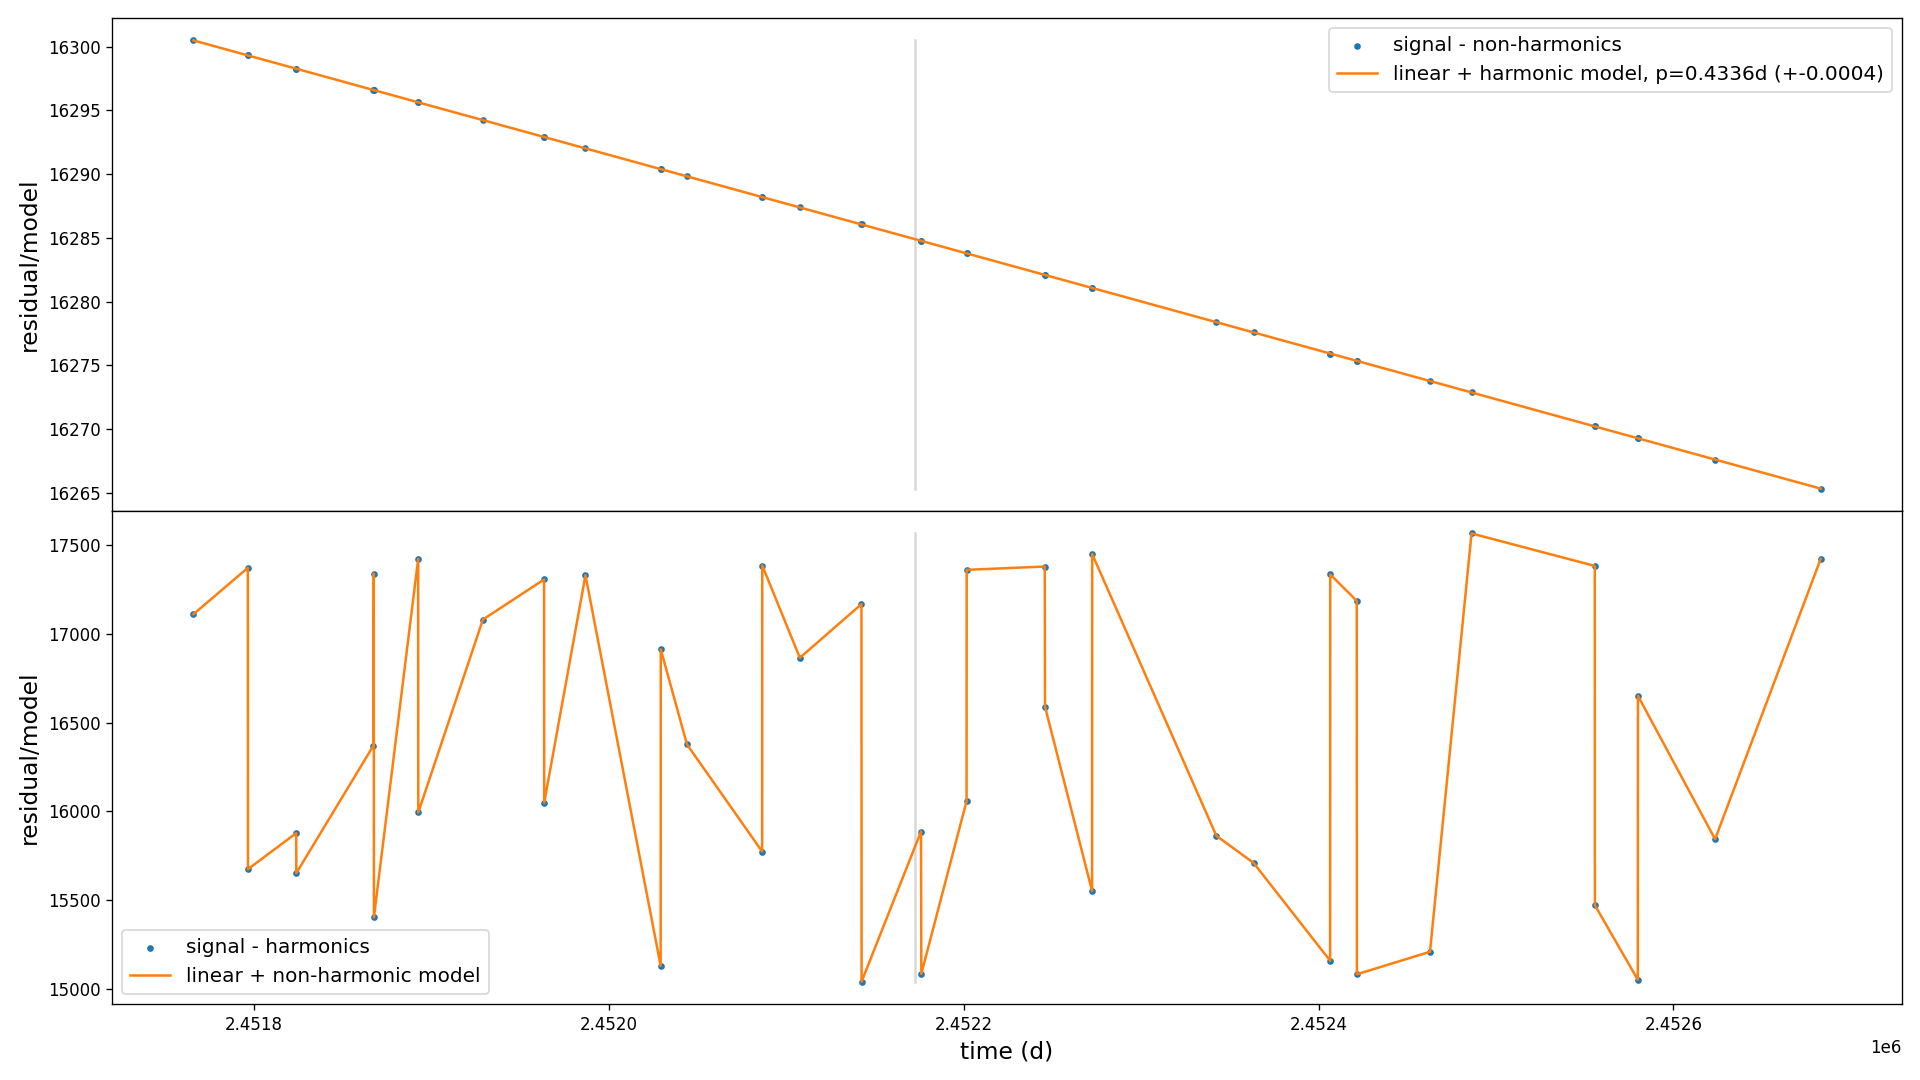 residual/model
16300
16295
16290
16285
16280
16275
16270
16265
signal - non-harmonics
linear + harmonic model, p=0.4336d (+-0.0004)
residual/model
17500
17000
16500
16000
15500
15000
signal - harmonics
linear + non-harmonic model
2.4518
2.4520
2.4522
2.4524
2.4526
1e6
time (d)